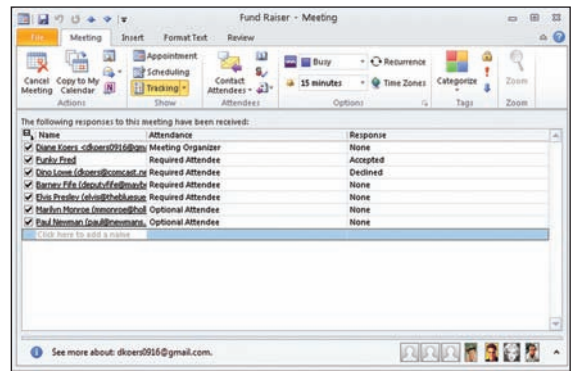 Fund Raiser - Meeting
File Meeting Insert Format Text Review
Cancel Meeting
Copy to My Calendar
Actions
Appointment
Scheduling
Tracking
Show
Contact Attendees
Attendees
Busy
15 minutes
Recurrence
Time Zones
Options
Categorize
Tags
Zoom
Zoom
The following responses to this meeting have been received:
Name Attendance Response
Diane Koers <dkoers0916@gm Meeting Organizer None
Funky Fred Required Attendee Accepted
Dino Lowe (dkoers@comcast.ne Required Attendee Declined
Barney Fife (deputyfife@mayb Required Attendee None
Elvis Presley (elvis@thebluesue Required Attendee None
Marilyn Monroe (mmonroe@holl Optional Attendee None
Paul Newman (paul@newmans. Optional Attendee None
Click here to add a name
See more about: dkoers0916@gmail.com.